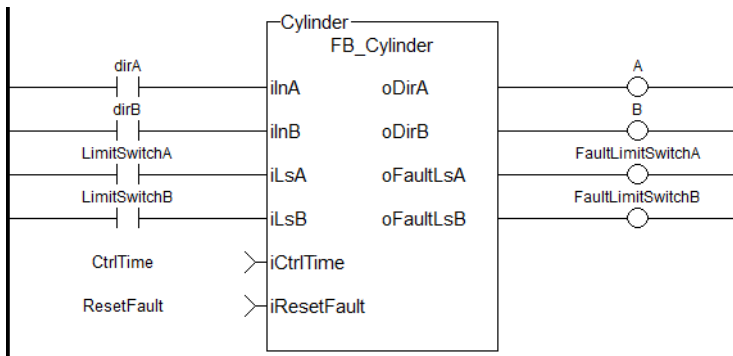 Cylinder
FB_Cylinder
dirA
A
iInA
oDirA
dirB
B
iInB
oDirB
LimitSwitchA
FaultLimitSwitchA
iLsA
oFaultLsA
LimitSwitchB
FaultLimitSwitchB
iLsB
oFaultLsB
CtrlTime
iCtrlTime
ResetFault
iResetFault